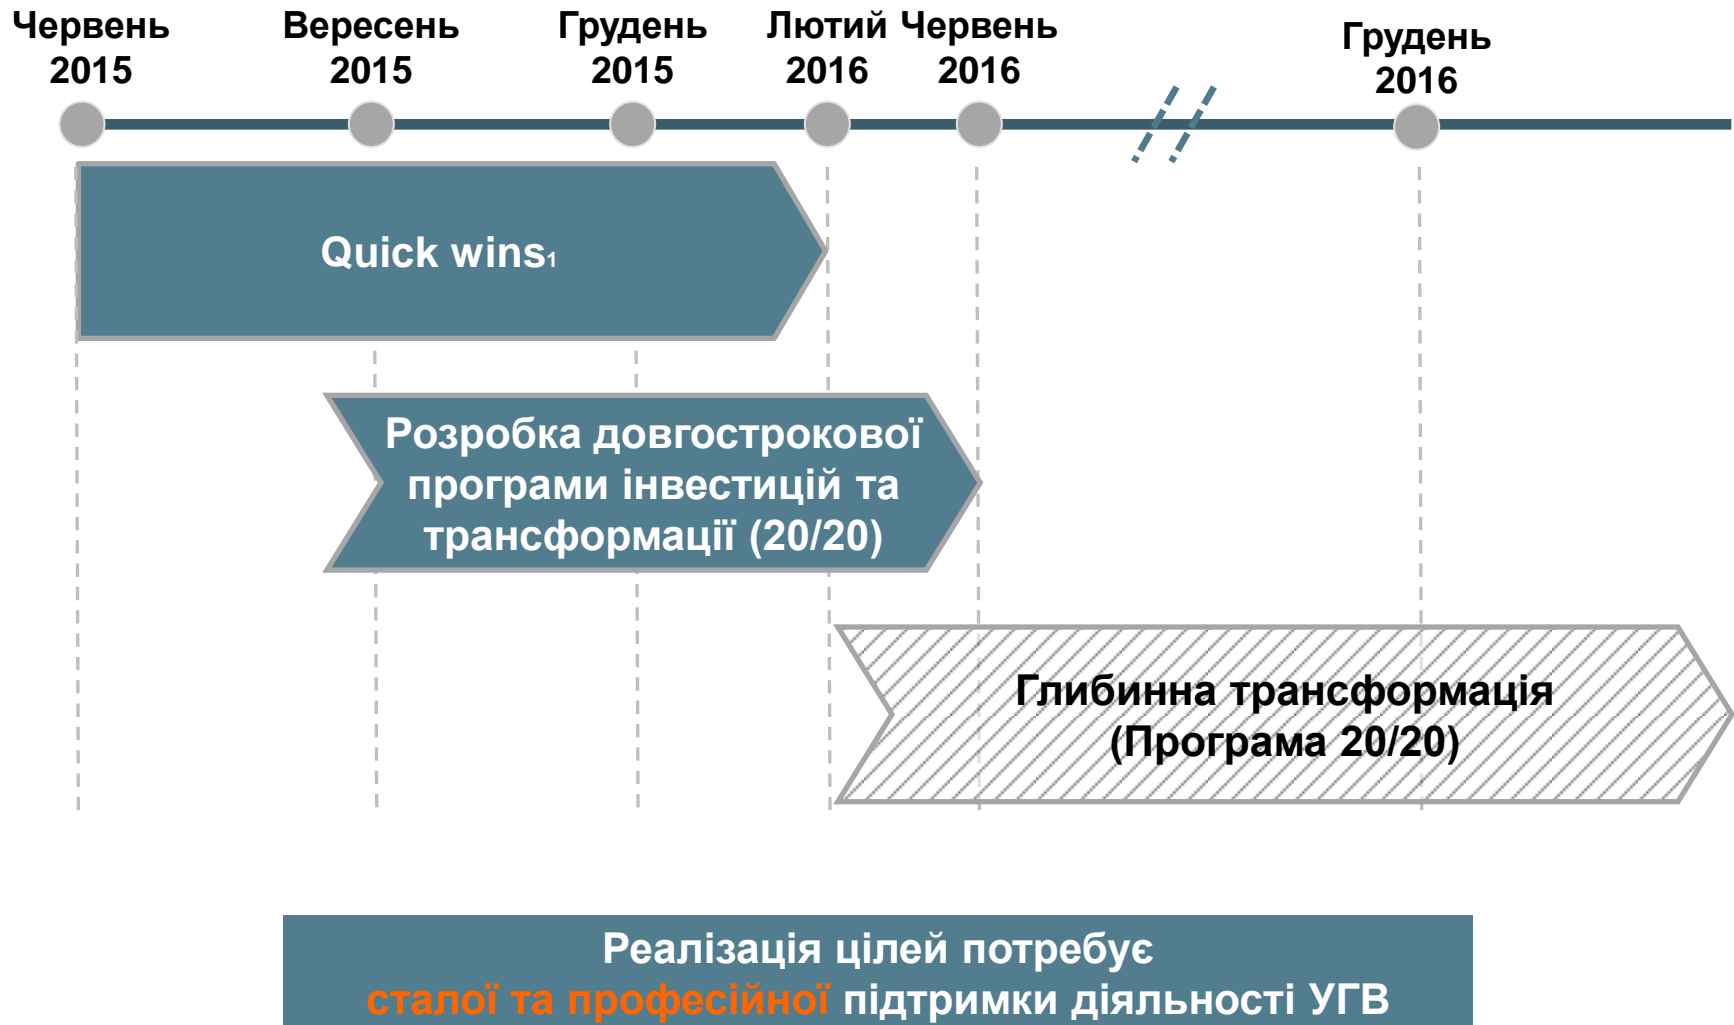 Червень
2015
Вересень
2015
Грудень
2015
Лютий
2016
Червень
2016
Грудень
2016
Quick wins1
Розробка довгострокової
програми інвестицій та
трансформації (20/20)
Глибинна трансформація
(Програма 20/20)
Реалізація цілей потребує
сталої та професійної підтримки діяльності УГВ